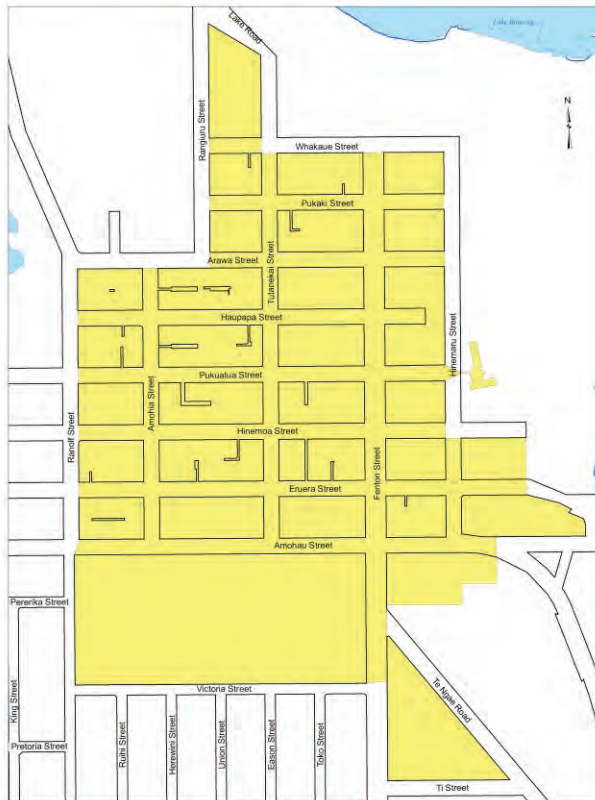 Lake Rotorua
Lake Road
N
Rangiuru Street
Whakaue Street
Pukaki Street
Tutanekai Street
Arawa Street
Haupapa Street
Hinemaru Street
Pukuatua Street
Amohia Street
Ranolf Street
Hinemoa Street
Fenton Street
Eruera Street
Amohau Street
Pererika Street
Te Ngae Road
Victoria Street
King Street
Ruihi Street
Herewini Street
Union Street
Eason Street
Toko Street
Pretoria Street
Ti Street